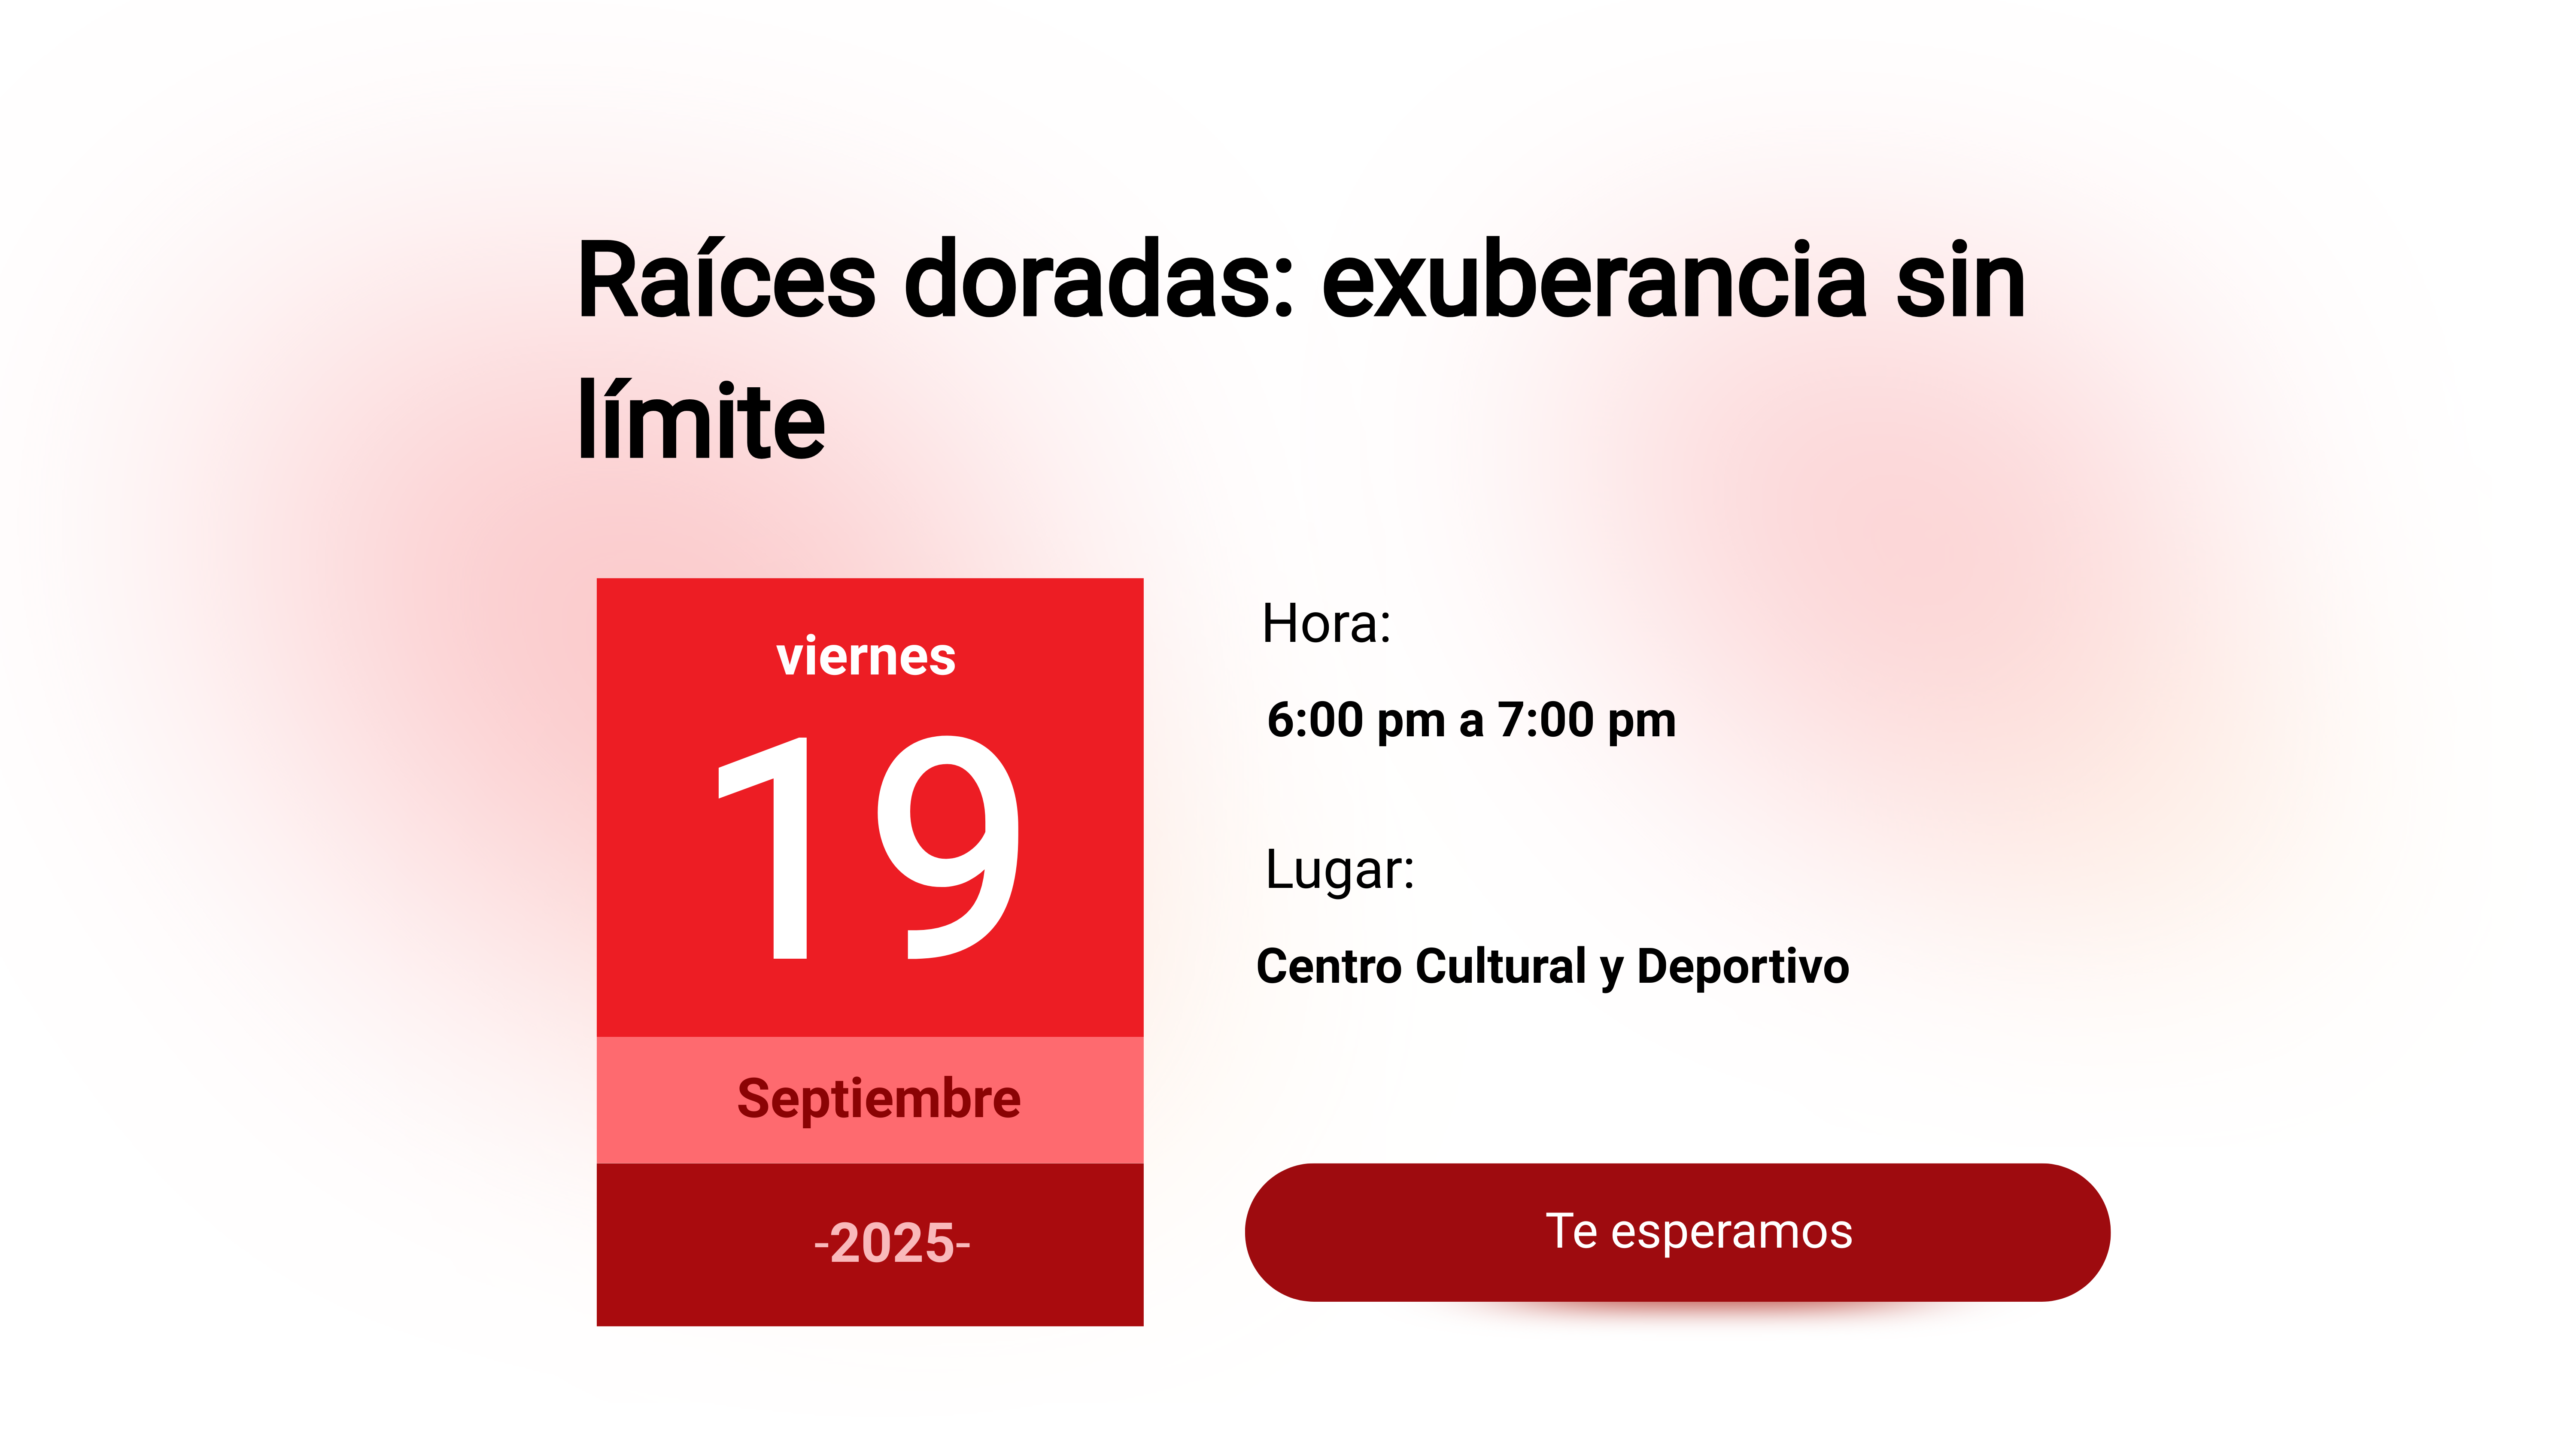 Raíces doradas: exuberancia sin
límite
viernes
19
Septiembre
-2025-
Hora:
6:00 pm a 7:00 pm
Lugar:
Centro Cultural y Deportivo
Te esperamos